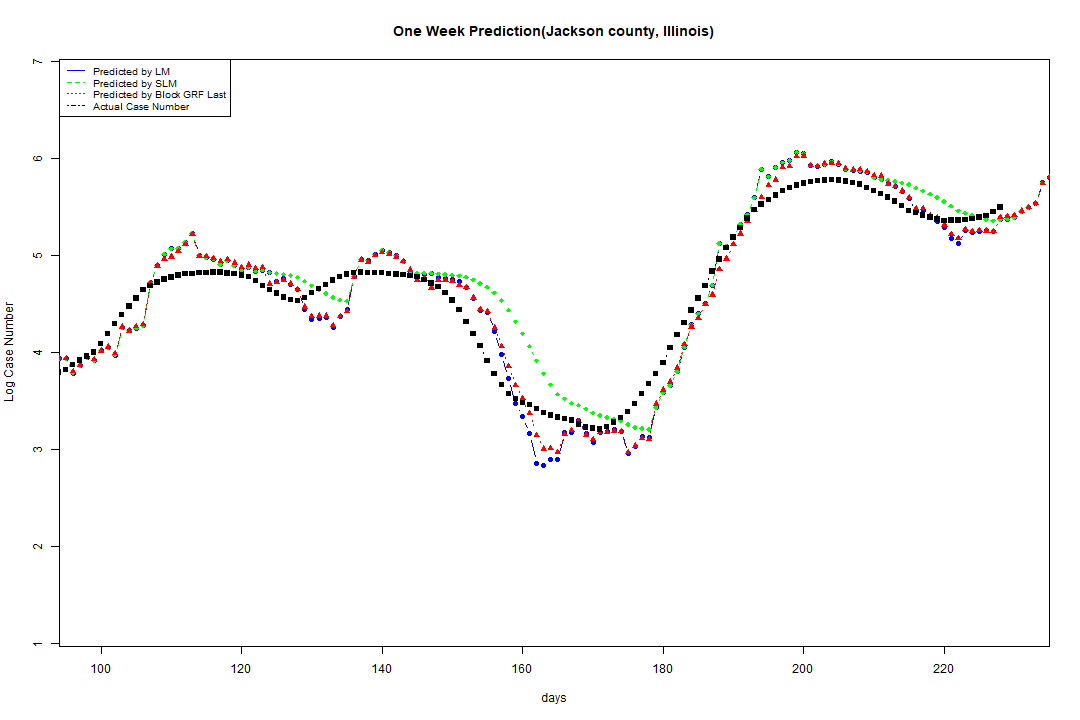 One Week Prediction(Jackson county, Illinois)
Predicted by LM
Predicted by SLM
Predicted by Block GRF Last
Actual Case Number
7
6
5
4
3
2
1
Log Case Number
100 120 140 160 180 200 220
days